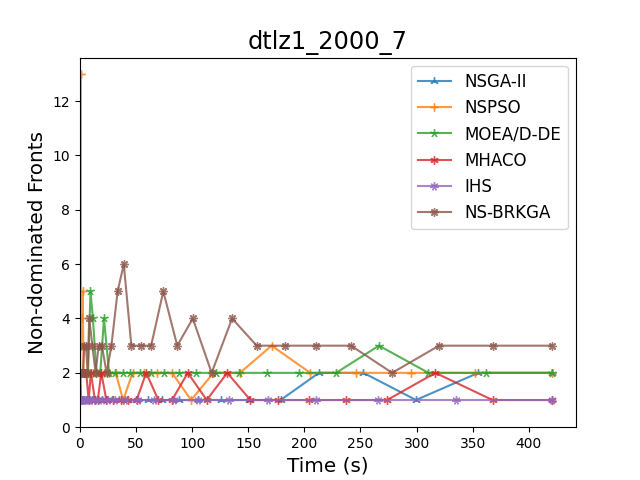 dtlz1_2000_7
Non-dominated Fronts
12
10
8
6
4
2
0
0 50 100 150 200 250 300 350 400
Time (s)
NSGA-II
NSPSO
MOEA/D-DE
MHACO
IHS
NS-BRKGA